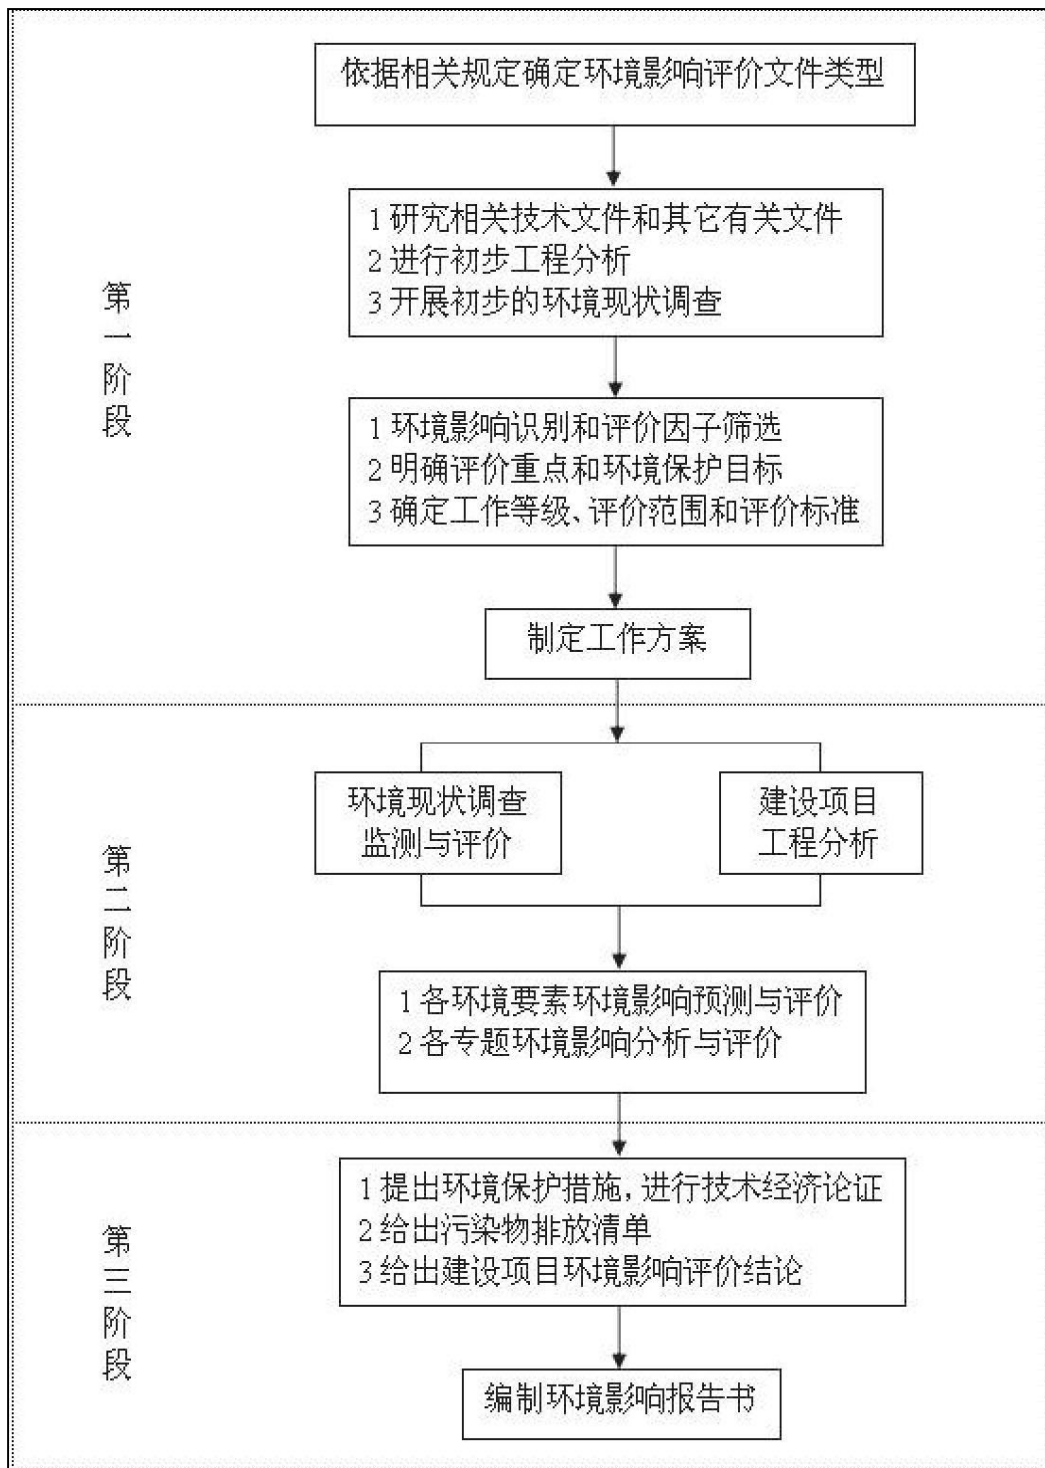 依据相关规定确定环境影响评价文件类型
第一阶段
1 研究相关技术文件和其它有关文件
2 进行初步工程分析
3 开展初步的环境现状调查
1 环境影响识别和评价因子筛选
2 明确评价重点和环境保护目标
3 确定工作等级、评价范围和评价标准
制定工作方案
第二阶段
环境现状调查
监测与评价
建设项目
工程分析
1 各环境要素环境影响预测与评价
2 各专题环境影响分析与评价
第三阶段
1 提出环境保护措施,进行技术经济论证
2 给出污染物排放清单
3 给出建设项目环境影响评价结论
编制环境影响报告书